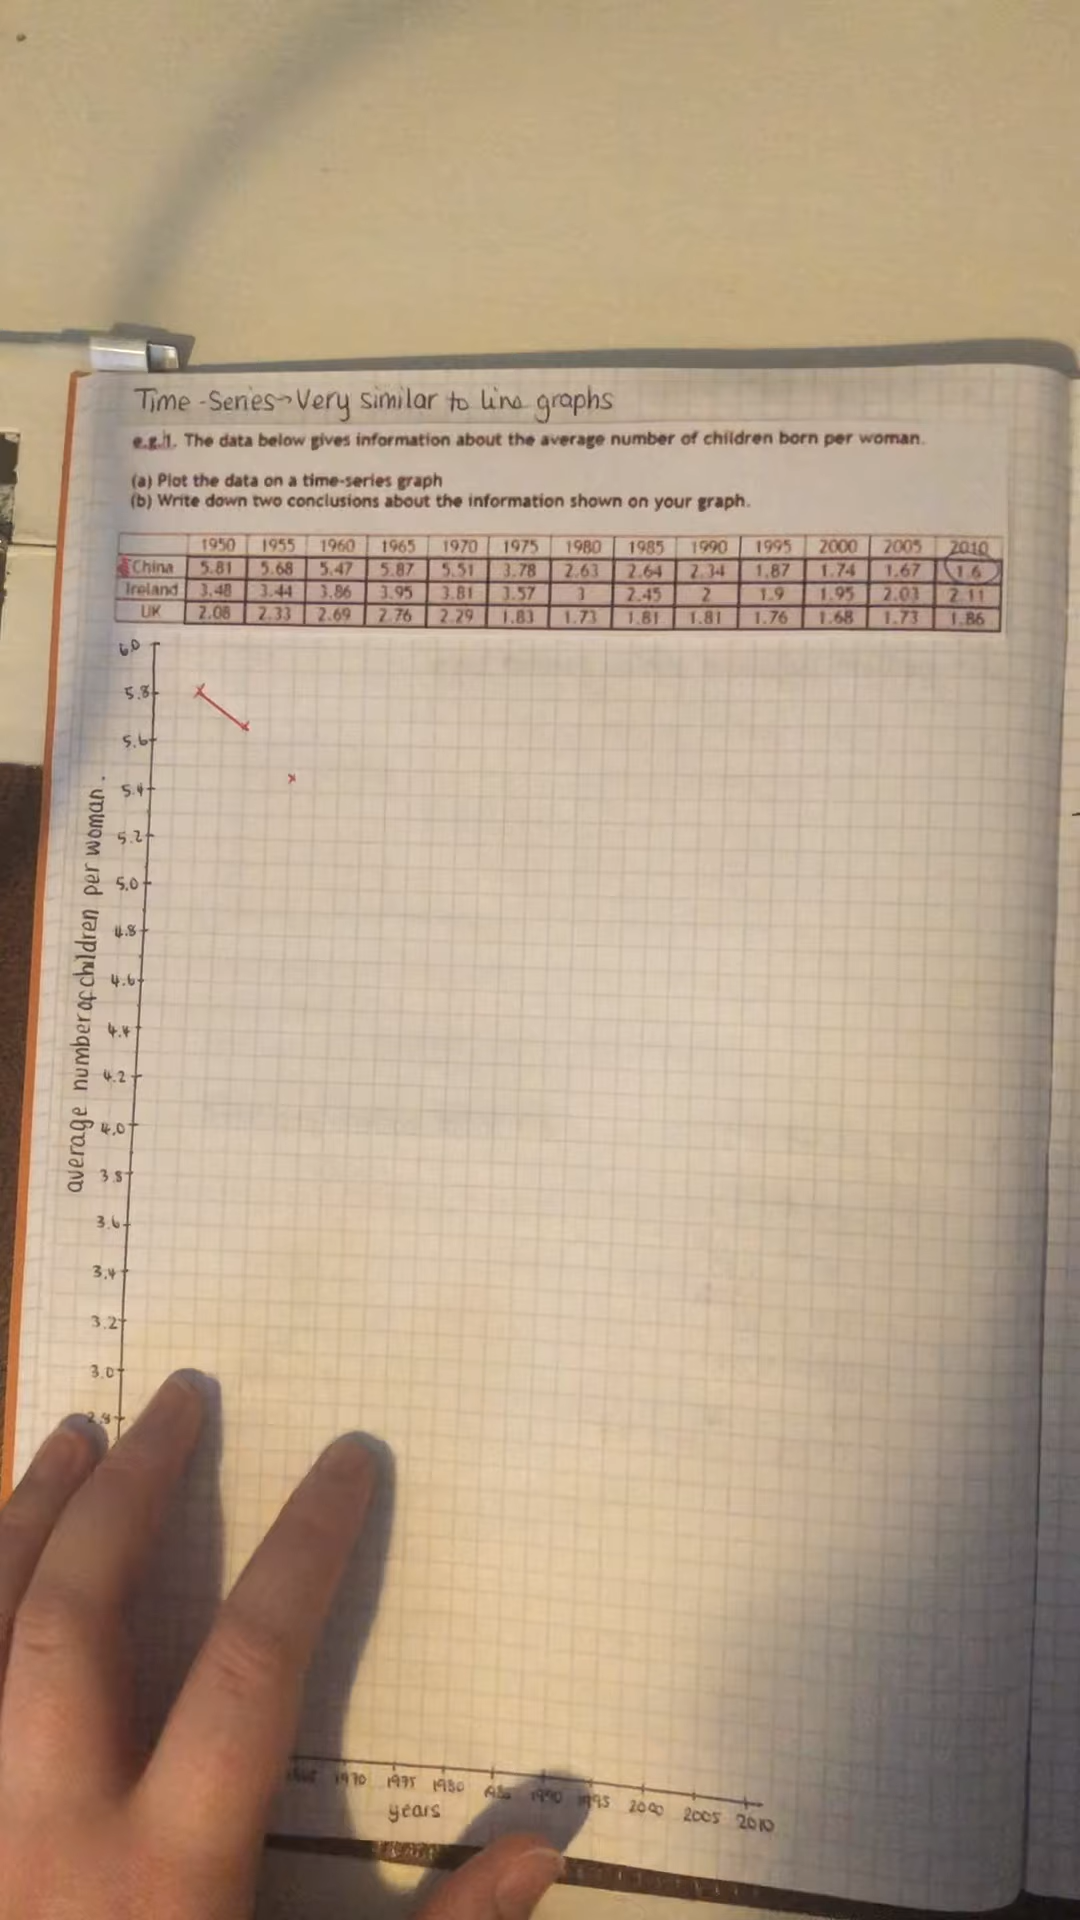 Time-Series→Very similar to line graphs
e.g.1. The data below gives information about the average number of children born per woman.
(a) Plot the data on a time-series graph
(b) Write down two conclusions about the information shown on your graph.
1950 1955 1960 1965 1970 1975 1980 1985 1990 1995 2000 2005 2010
China 5.81 5.68 5.47 5.87 5.51 3.78 2.63 2.64 2.34 1.87 1.74 1.67 1.6
Ireland 3.48 3.44 3.86 3.95 3.81 3.57 3 2.45 2 1.9 1.95 2.03 2.11
UK 2.08 2.33 2.69 2.76 2.29 1.83 1.73 1.81 1.81 1.76 1.68 1.73 1.86
6.0
5.8
5.6
5.4
5.2
5.0
4.8
4.6
4.4
4.2
4.0
3.8
3.6
3.4
3.2
3.0
2.8
average number of children per woman.
1970 1975 1980 1985 1990 1995 2000 2005 2010
years